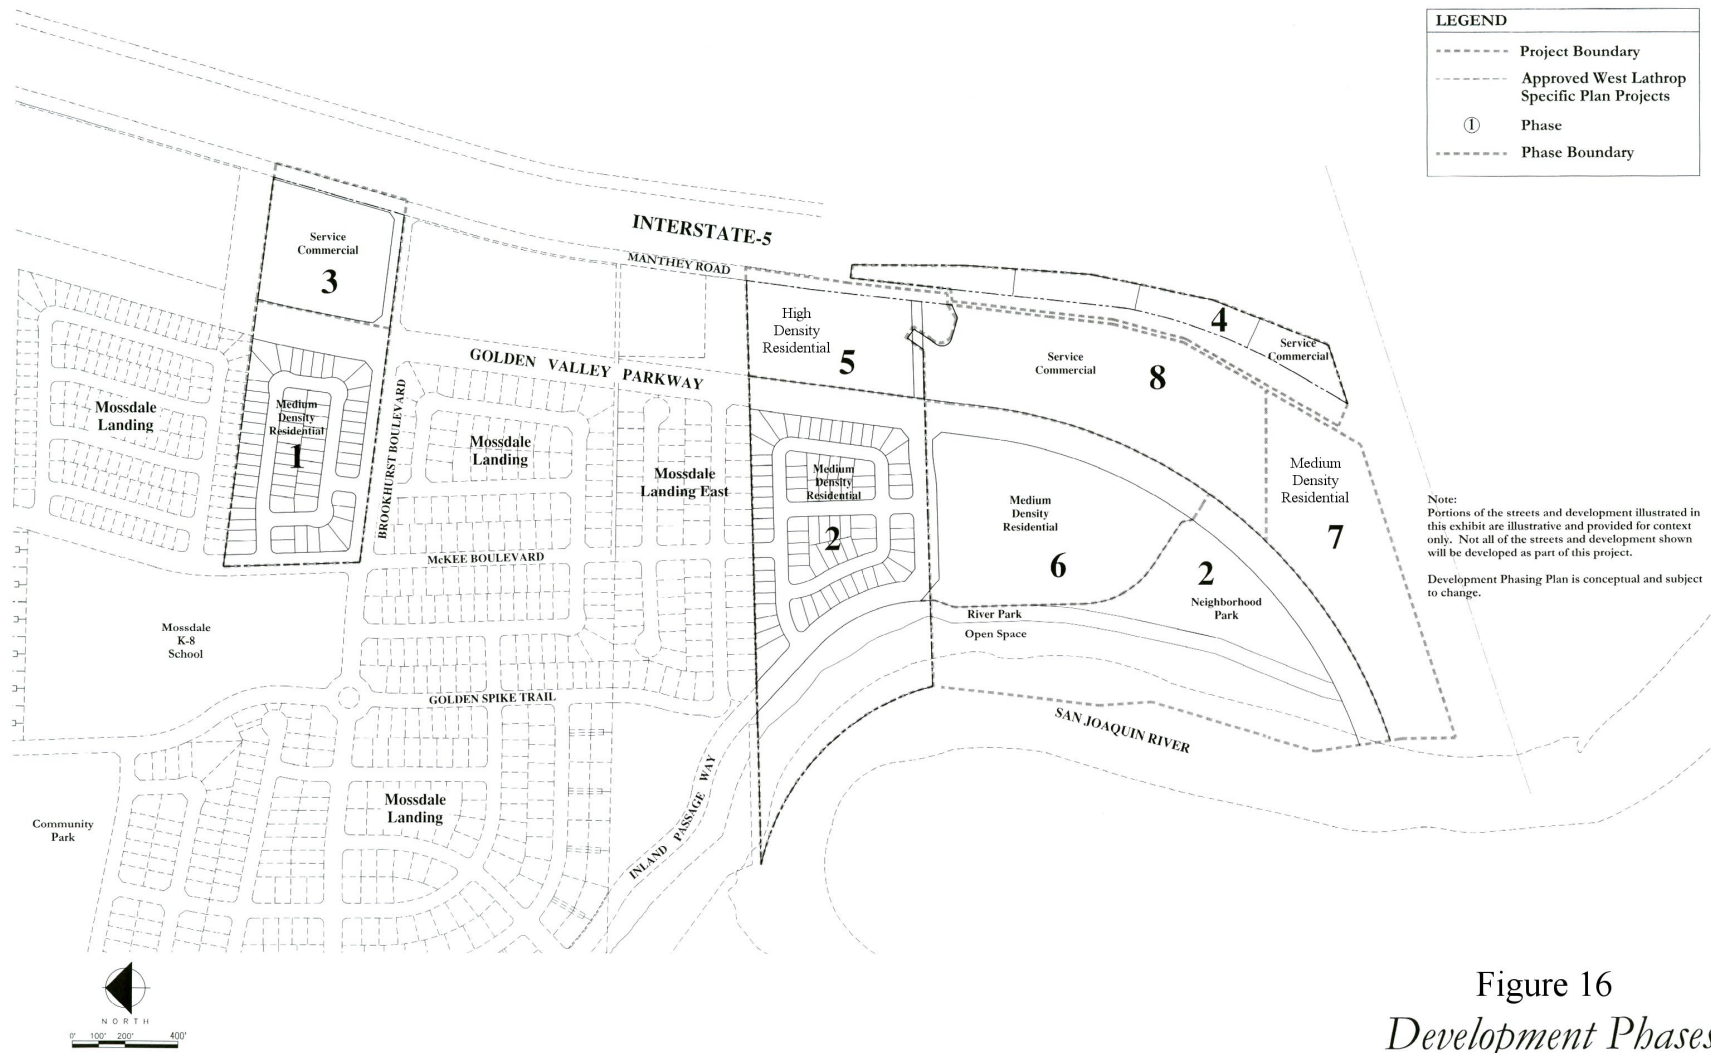 LEGEND
Project Boundary
Approved West Lathrop
Specific Plan Projects
① Phase
Phase Boundary
INTERSTATE-5
MANTHEY ROAD
Service
Commercial
3
High
Density
Residential
5
4
Service
Commercial
Service
Commercial
8
GOLDEN VALLEY PARKWAY
Mossdale
Landing
Medium
Density
Residential
1
BROOKHURST BOULEVARD
Mossdale
Landing
Mossdale
Landing East
Medium
Density
Residential
2
Medium
Density
Residential
6
Medium
Density
Residential
7
2
Neighborhood
Park
Note:
Portions of the streets and development illustrated in
this exhibit are illustrative and provided for context
only. Not all of the streets and development shown
will be developed as part of this project.
Development Phasing Plan is conceptual and subject
to change.
McKEE BOULEVARD
River Park
Open Space
Mossdale
K-8
School
GOLDEN SPIKE TRAIL
SAN JOAQUIN RIVER
INLAND PASSAGE WAY
Mossdale
Landing
Community
Park
NORTH
0' 100' 200' 400'
Figure 16
Development Phases